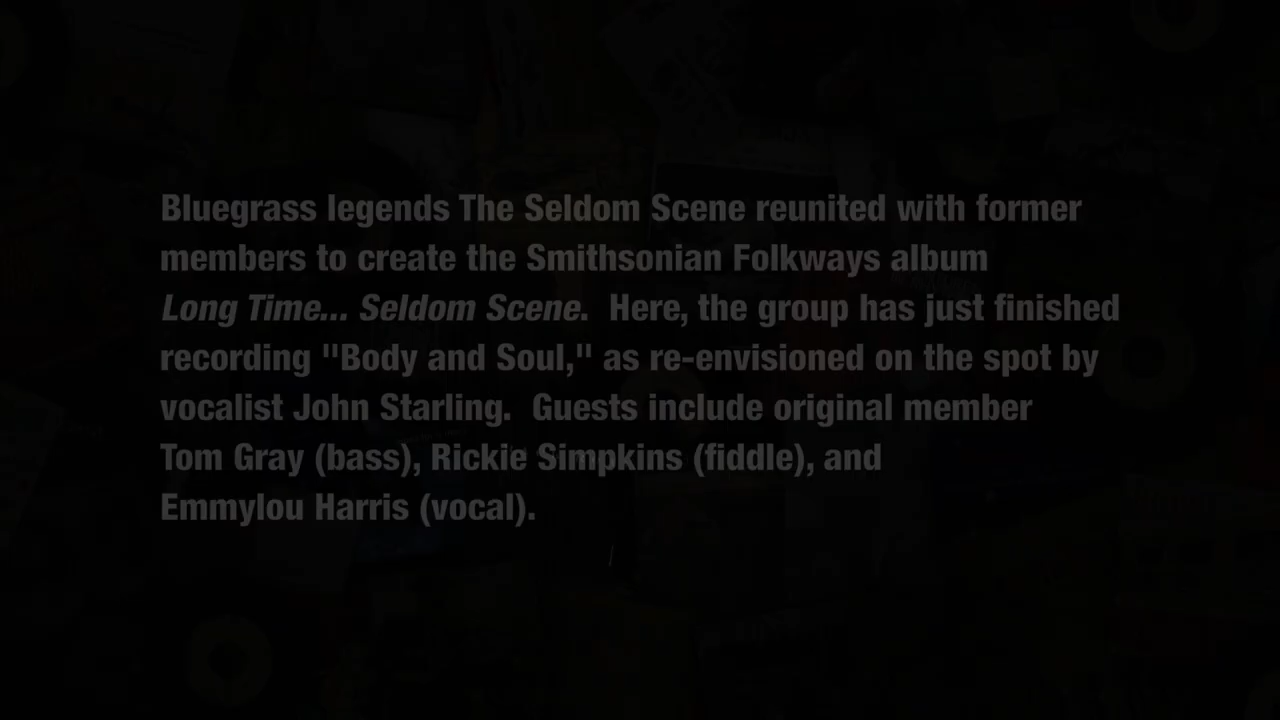 Bluegrass legends The Seldom Scene reunited with former
members to create the Smithsonian Folkways album
Long Time... Seldom Scene.  Here, the group has just finished
recording "Body and Soul," as re-envisioned on the spot by
vocalist John Starling.  Guests include original member
Tom Gray (bass), Rickie Simpkins (fiddle), and
Emmylou Harris (vocal).